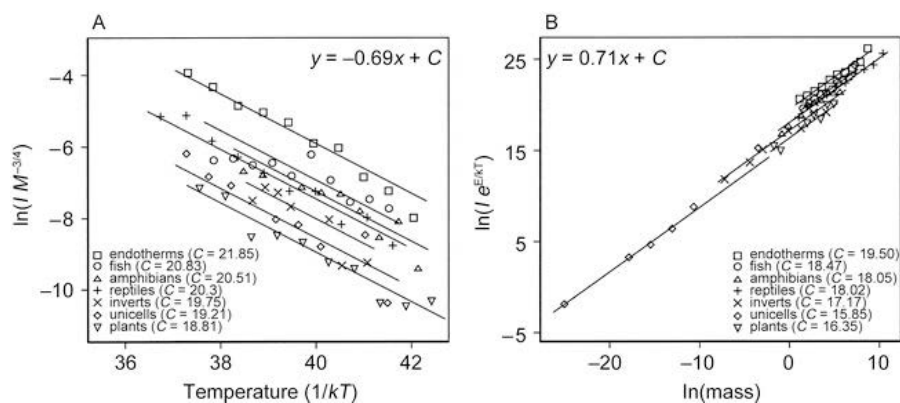 A
y = –0.69x + C
ln(I M⁻³ᐟ⁴)
–4
–6
–8
–10
endotherms (C = 21.85)
fish (C = 20.83)
amphibians (C = 20.51)
reptiles (C = 20.3)
inverts (C = 19.75)
unicells (C = 19.21)
plants (C = 18.81)
36
38
40
42
Temperature (1/kT)
B
y = 0.71x + C
ln(I e^E/kT)
25
15
5
–5
endotherms (C = 19.50)
fish (C = 18.47)
amphibians (C = 18.05)
reptiles (C = 18.02)
inverts (C = 17.17)
unicells (C = 15.85)
plants (C = 16.35)
–20
–10
0
10
ln(mass)